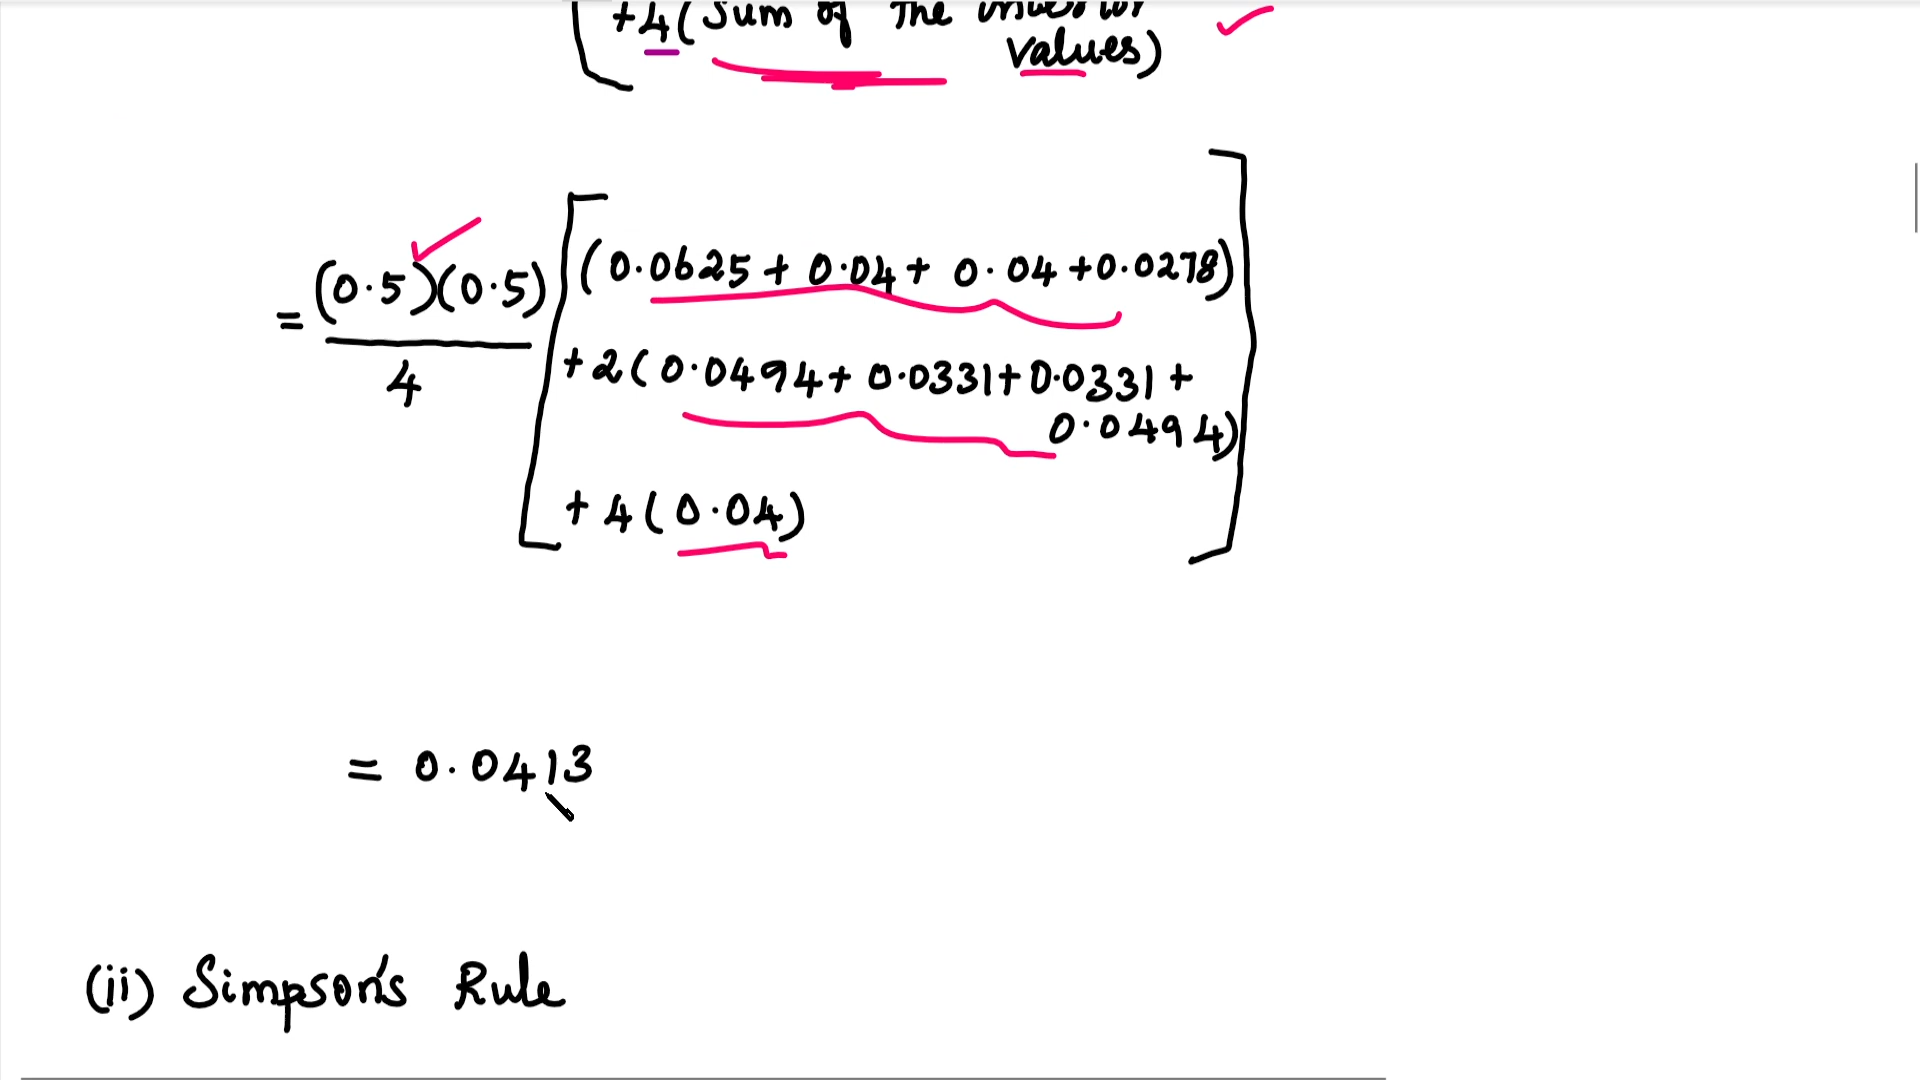 +4(Sum of The interior
values)
= (0.5)(0.5) / 4 [(0.0625 + 0.04 + 0.04 + 0.0278)
+2(0.0494 + 0.0331 + 0.0331 +
0.0494)
+ 4(0.04)]
= 0.0413
(ii) Simpson's Rule